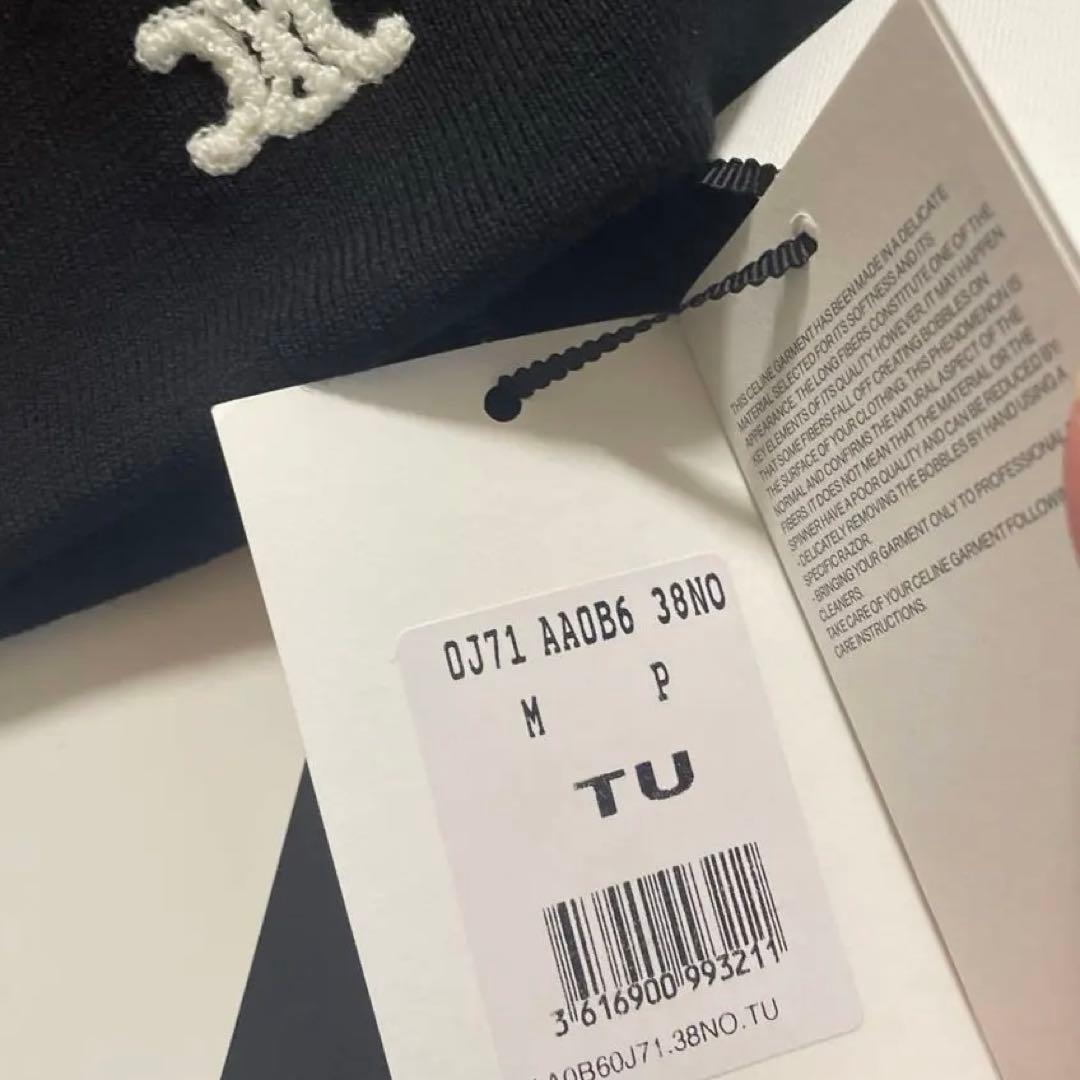 THIS CELINE GARMENT HAS BEEN MADE IN A DELICATE
MATERIAL SELECTED FOR ITS SOFTNESS AND ITS
APPEARANCE. THE LONG FIBERS CONSTITUTE ONE OF THE
KEY ELEMENTS OF ITS QUALITY. HOWEVER, IT MAY HAPPEN
THAT SOME FIBERS FALL OFF CREATING BOBBLES ON
THE SURFACE OF YOUR CLOTHING. THIS PHENOMENON IS
NORMAL AND CONFIRMS THE NATURAL ASPECT OF THE
FIBERS. IT DOES NOT MEAN THAT THE MATERIAL OR THE
SPINNER HAVE A POOR QUALITY AND CAN BE REDUCED BY:
-DELICATELY REMOVING THE BOBBLES BY HAND USING A
SPECIFIC RAZOR.
-BRINGING YOUR GARMENT ONLY TO PROFESSIONAL
CLEANERS
TAKE CARE OF YOUR CELINE GARMENT FOLLOWIN
CARE INSTRUCTIONS.
0J71 AA0B6 38NO
M P
TU
3 616900 993211
AA0B60J71.38NO.TU